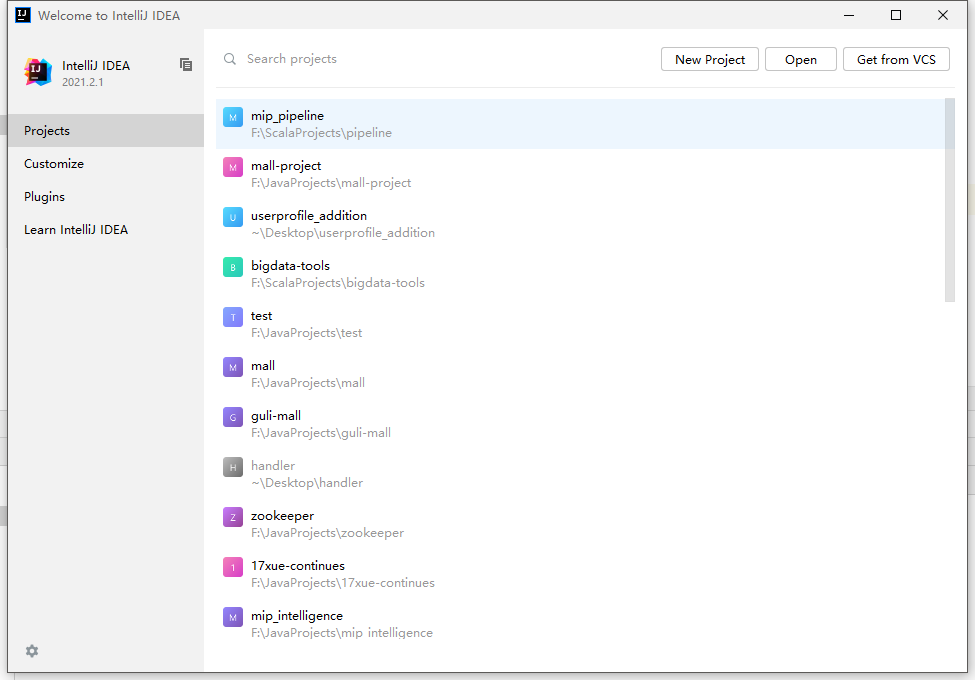 Welcome to IntelliJ IDEA
IntelliJ IDEA
2021.2.1
Projects
Customize
Plugins
Learn IntelliJ IDEA
Search projects
New Project
Open
Get from VCS
M
mip_pipeline
F:\ScalaProjects\pipeline
M
mall-project
F:\JavaProjects\mall-project
U
userprofile_addition
~\Desktop\userprofile_addition
B
bigdata-tools
F:\ScalaProjects\bigdata-tools
T
test
F:\JavaProjects\test
M
mall
F:\JavaProjects\mall
G
guli-mall
F:\JavaProjects\guli-mall
H
handler
~\Desktop\handler
Z
zookeeper
F:\JavaProjects\zookeeper
1
17xue-continues
F:\JavaProjects\17xue-continues
M
mip_intelligence
F:\JavaProjects\mip_intelligence